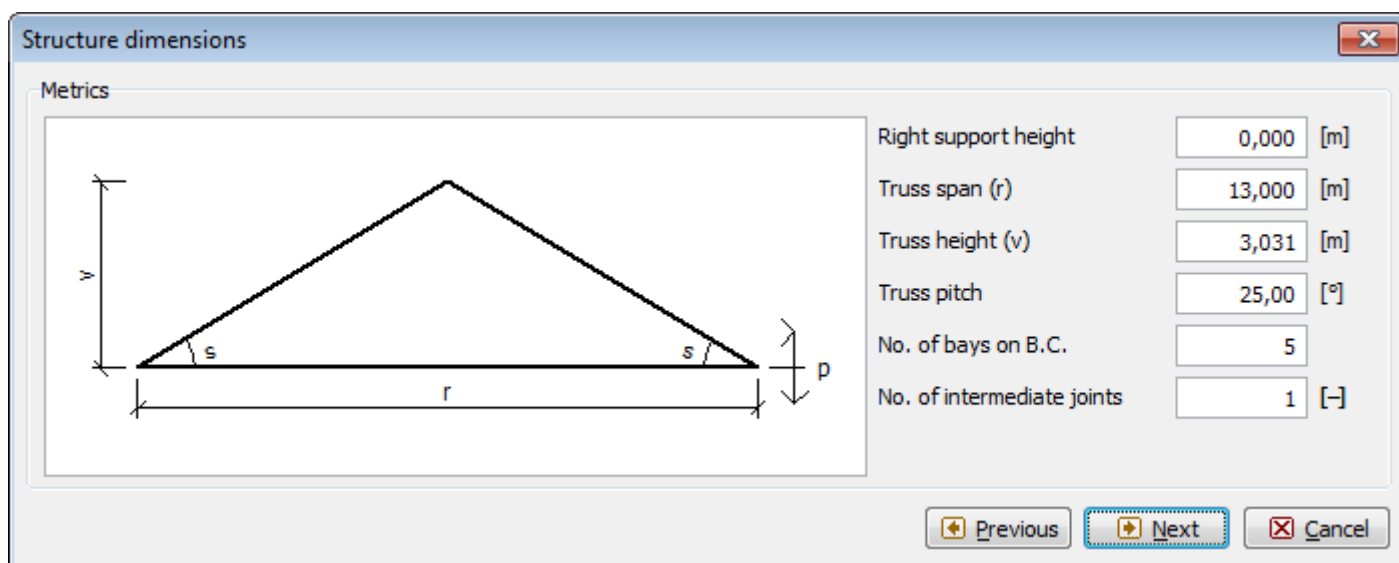 Structure dimensions
Metrics
v
s
s
r
p
Right support height 0,000 [m]
Truss span (r) 13,000 [m]
Truss height (v) 3,031 [m]
Truss pitch 25,00 [°]
No. of bays on B.C. 5
No. of intermediate joints 1 [–]
Previous Next Cancel